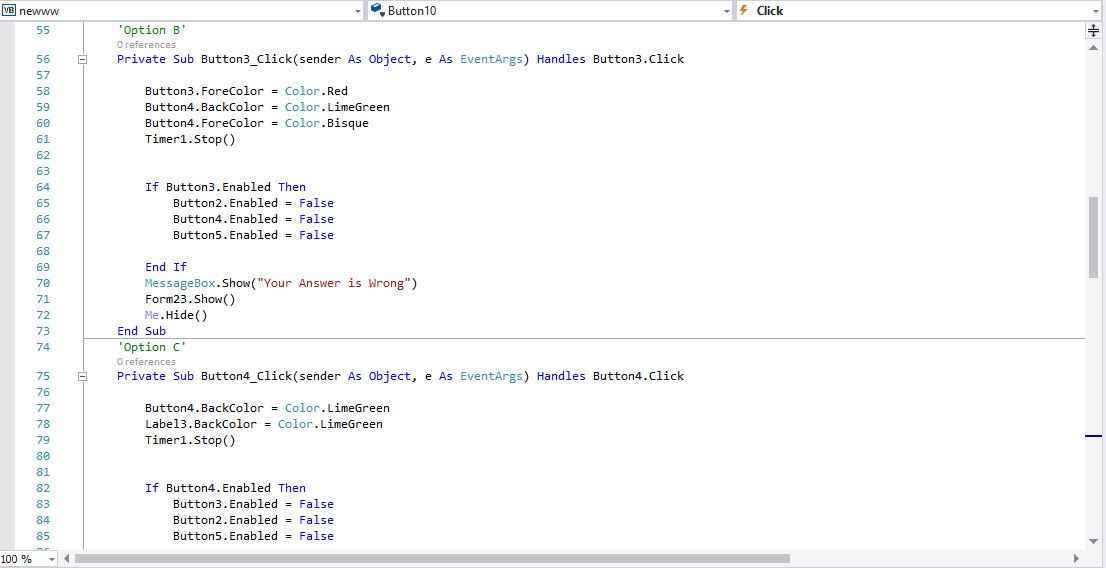 newww Button10 Click
55 'Option B'
0 references
56 Private Sub Button3_Click(sender As Object, e As EventArgs) Handles Button3.Click
57
58 Button3.ForeColor = Color.Red
59 Button4.BackColor = Color.LimeGreen
60 Button4.ForeColor = Color.Bisque
61 Timer1.Stop()
62
63
64 If Button3.Enabled Then
65 Button2.Enabled = False
66 Button4.Enabled = False
67 Button5.Enabled = False
68
69 End If
70 MessageBox.Show("Your Answer is Wrong")
71 Form23.Show()
72 Me.Hide()
73 End Sub
74 'Option C'
0 references
75 Private Sub Button4_Click(sender As Object, e As EventArgs) Handles Button4.Click
76
77 Button4.BackColor = Color.LimeGreen
78 Label3.BackColor = Color.LimeGreen
79 Timer1.Stop()
80
81
82 If Button4.Enabled Then
83 Button3.Enabled = False
84 Button2.Enabled = False
85 Button5.Enabled = False
100 %